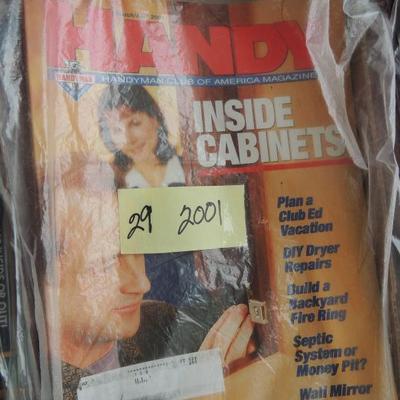 HANDY
HANDYMAN
HANDYMAN CLUB OF AMERICA MAGAZINE
INSIDE
CABINETS
29 2001
Plan a
Club Ed
Vacation
DIY Dryer
Repairs
Build a
Backyard
Fire Ring
Septic
System or
Money Pit?
Wall Mirror